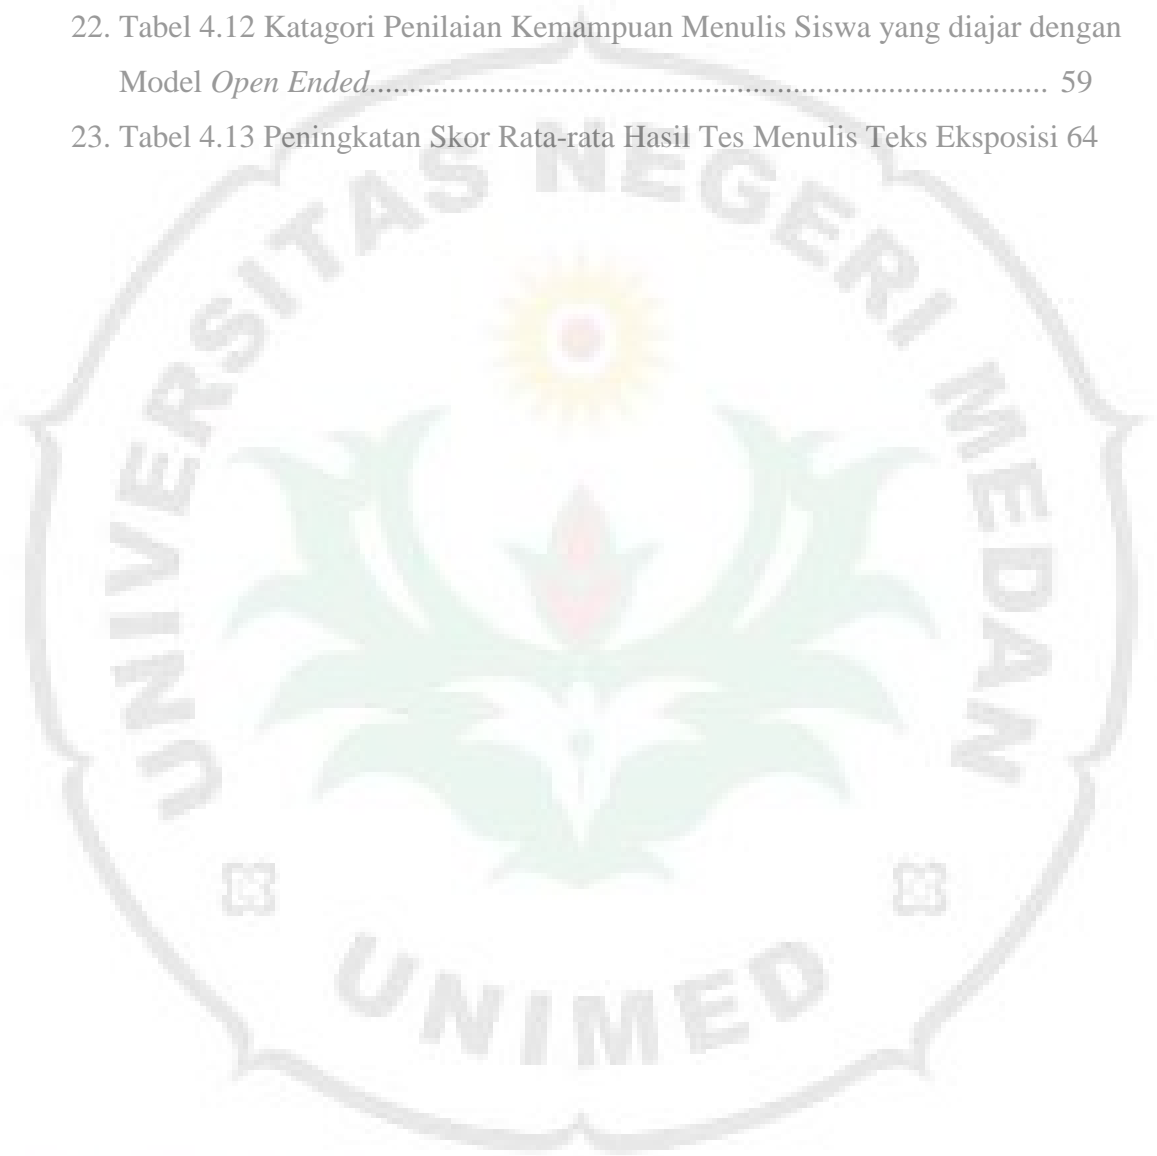 22. Tabel 4.12 Katagori Penilaian Kemampuan Menulis Siswa yang diajar dengan
Model Open Ended.................................................................................... 59
23. Tabel 4.13 Peningkatan Skor Rata-rata Hasil Tes Menulis Teks Eksposisi 64
UNIVERSITAS NEGERI MEDAN
UNIMED